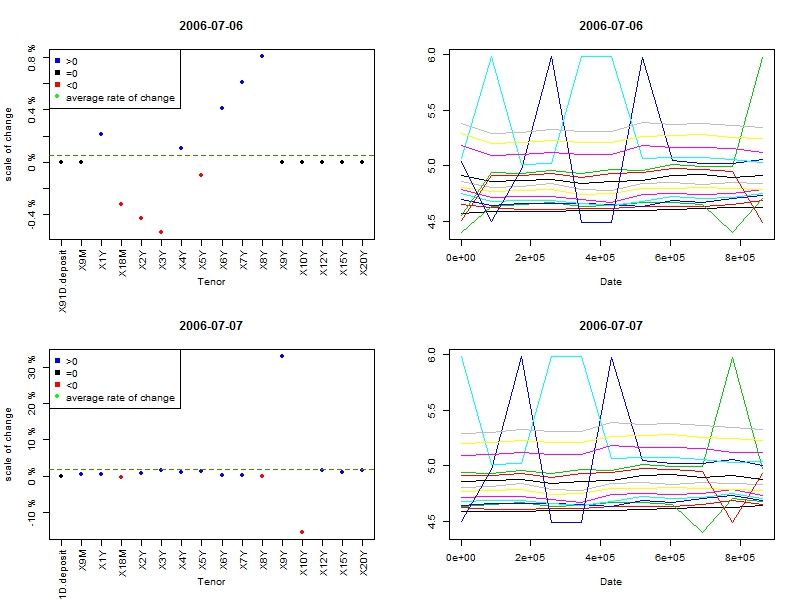 2006-07-06
>0
=0
<0
average rate of change
scale of change
0.8 %
0.4 %
0 %
-0.4 %
X91D.deposit
X9M
X1Y
X18M
X2Y
X3Y
X4Y
X5Y
X6Y
X7Y
X8Y
X9Y
X10Y
X12Y
X15Y
X20Y
Tenor
2006-07-06
6.0
5.5
5.0
4.5
0e+00
2e+05
4e+05
6e+05
8e+05
Date
2006-07-07
>0
=0
<0
average rate of change
scale of change
30 %
20 %
10 %
0 %
-10 %
1D.deposit
X9M
X1Y
X18M
X2Y
X3Y
X4Y
X5Y
X6Y
X7Y
X8Y
X9Y
X10Y
X12Y
X15Y
X20Y
Tenor
2006-07-07
6.0
5.5
5.0
4.5
0e+00
2e+05
4e+05
6e+05
8e+05
Date